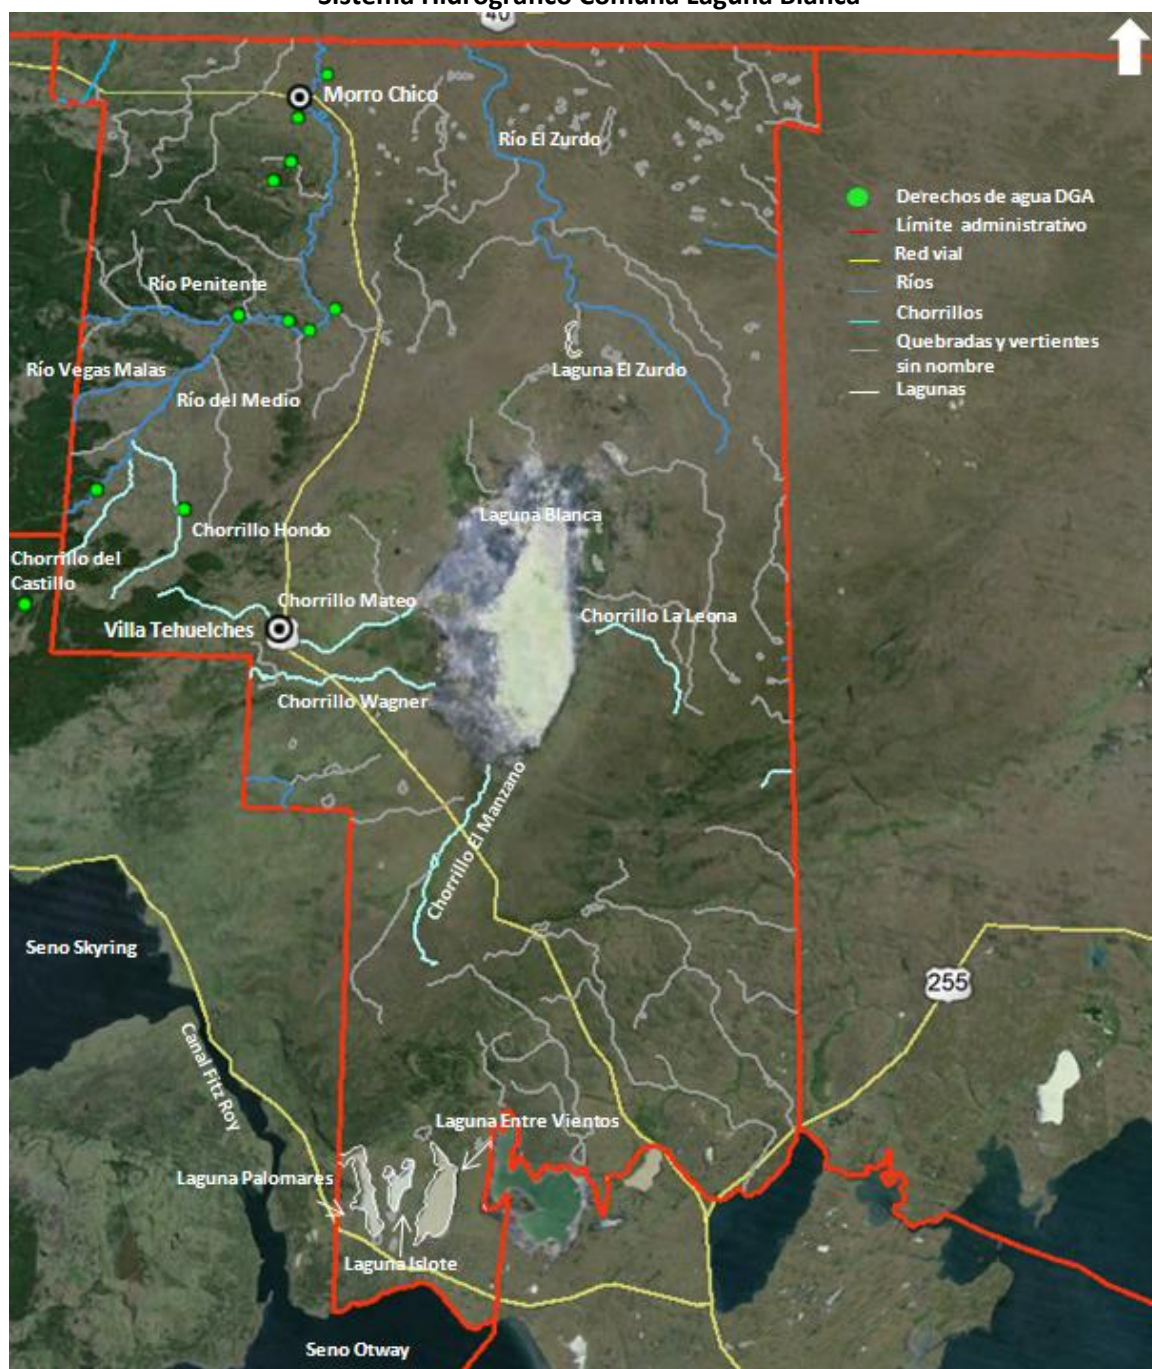 Sistema Hidrográfico Comuna Laguna Blanca
40
Morro Chico
Río El Zurdo
Derechos de agua DGA
Límite administrativo
Red vial
Ríos
Chorrillos
Quebradas y vertientes
sin nombre
Lagunas
Río Penitente
Río Vegas Malas
Laguna El Zurdo
Río del Medio
Laguna Blanca
Chorrillo Hondo
Chorrillo del
Castillo
Chorrillo Mateo
Chorrillo La Leona
Villa Tehuelches
Chorrillo Wagner
Chorrillo El Manzano
Seno Skyring
255
Canal Fitz Roy
Laguna Entre Vientos
Laguna Palomares
Laguna Islote
Seno Otway